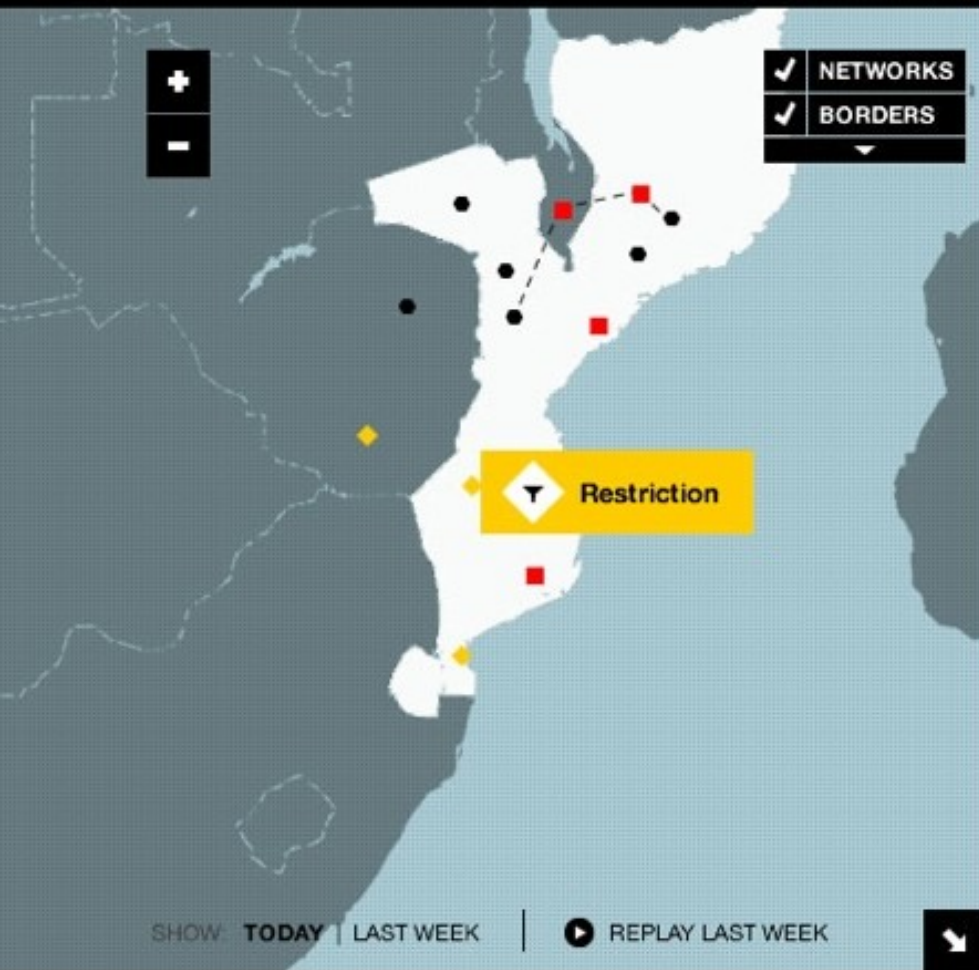 NETWORKS
BORDERS
Restriction
SHOW: TODAY | LAST WEEK | REPLAY LAST WEEK